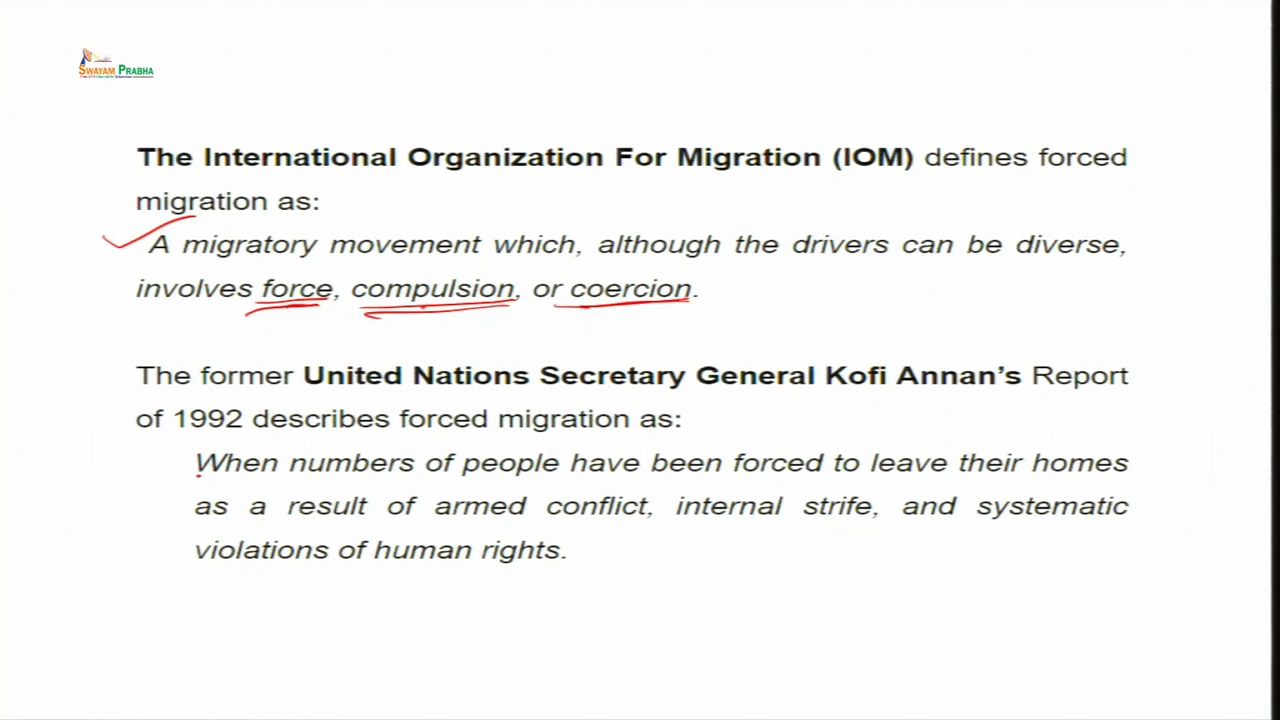 SWAYAM PRABHA
The International Organization For Migration (IOM) defines forced
migration as:
A migratory movement which, although the drivers can be diverse,
involves force, compulsion, or coercion.
The former United Nations Secretary General Kofi Annan's Report
of 1992 describes forced migration as:
When numbers of people have been forced to leave their homes
as a result of armed conflict, internal strife, and systematic
violations of human rights.